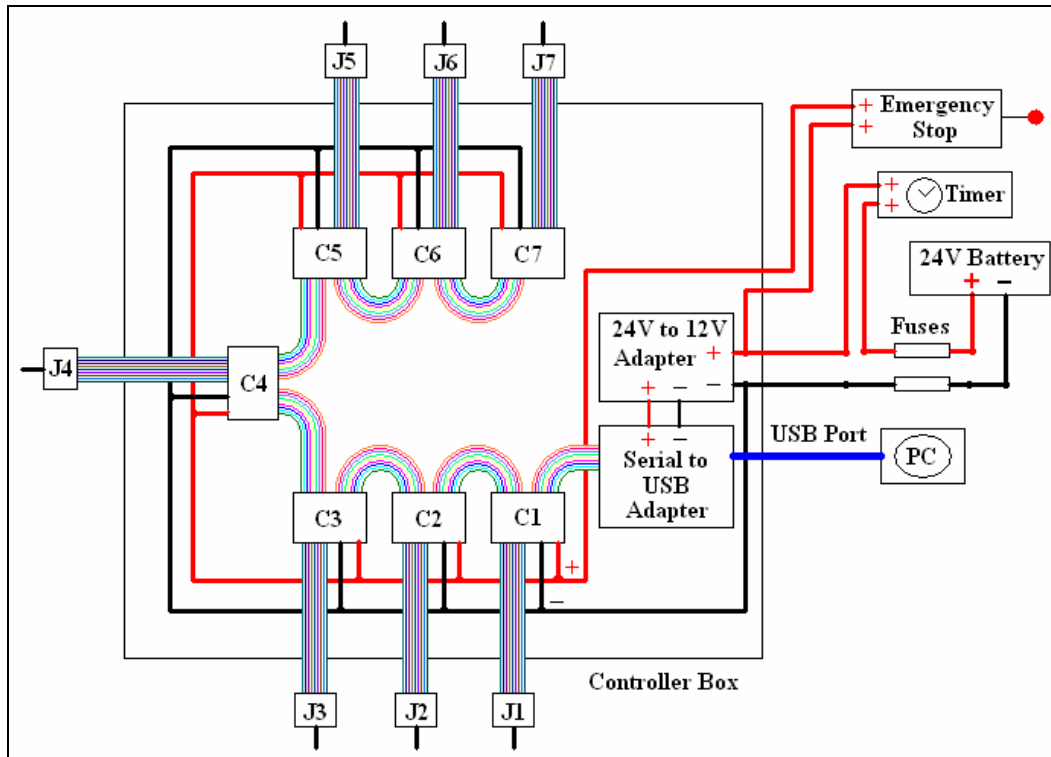 J5
J6
J7
+ Emergency
+ Stop
+
+ Timer
C5
C6
C7
24V Battery
+ −
24V to 12V
Adapter +
−
+ −
Fuses
J4
C4
+ −
Serial to
USB
Adapter
USB Port
PC
C3
C2
C1
+
−
Controller Box
J3
J2
J1